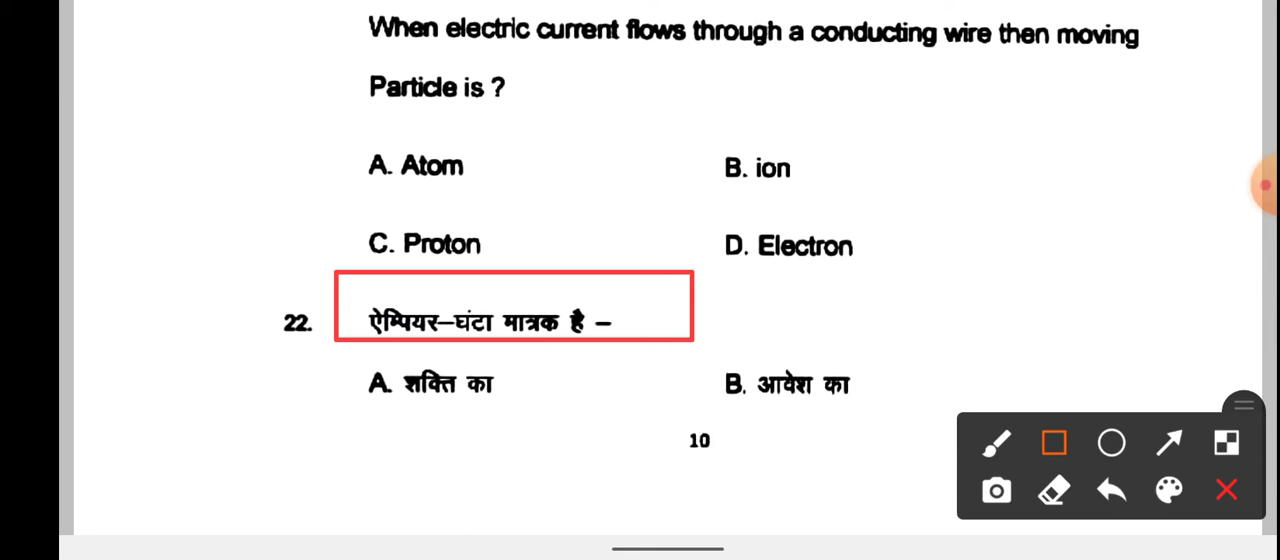 When electric current flows through a conducting wire then moving
Particle is ?
A. Atom B. ion
C. Proton D. Electron
22. ऐम्पियर–घंटा मात्रक है –
A. शक्ति का B. आवेश का
10